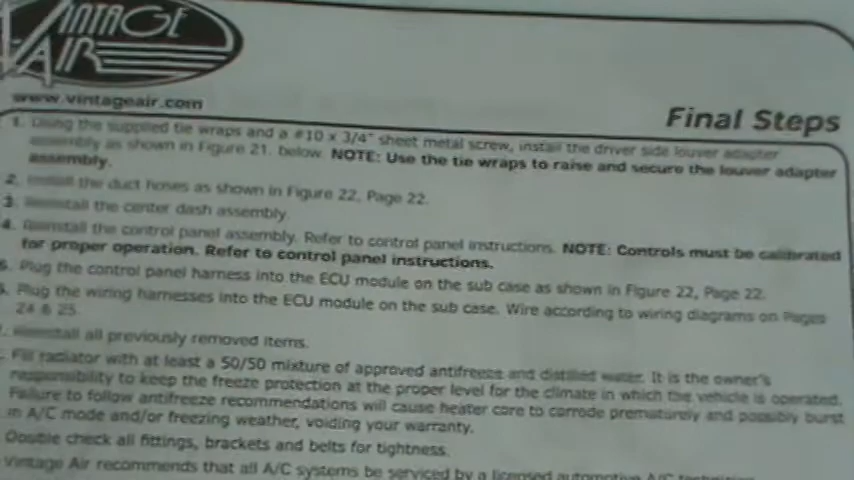 VINTAGE AIR
www.vintageair.com
Final Steps
1. Using the supplied tie wraps and a #10 x 3/4" sheet metal screw, install the driver side louver adapter
assembly as shown in Figure 21, below. NOTE: Use the tie wraps to raise and secure the louver adapter
assembly.
2. Install the duct hoses as shown in Figure 22, Page 22.
3. Reinstall the center dash assembly.
4. Reinstall the control panel assembly. Refer to control panel instructions. NOTE: Controls must be calibrated
for proper operation. Refer to control panel instructions.
5. Plug the control panel harness into the ECU module on the sub case as shown in Figure 22, Page 22.
6. Plug the wiring harnesses into the ECU module on the sub case. Wire according to wiring diagrams on Pages
24 & 25.
Reinstall all previously removed items.
Fill radiator with at least a 50/50 mixture of approved antifreeze and distilled water. It is the owner's
responsibility to keep the freeze protection at the proper level for the climate in which the vehicle is operated.
Failure to follow antifreeze recommendations will cause heater core to corrode prematurely and possibly burst
in A/C mode and/or freezing weather, voiding your warranty.
Double check all fittings, brackets and belts for tightness.
Vintage Air recommends that all A/C systems be serviced by a licensed automotive A/C